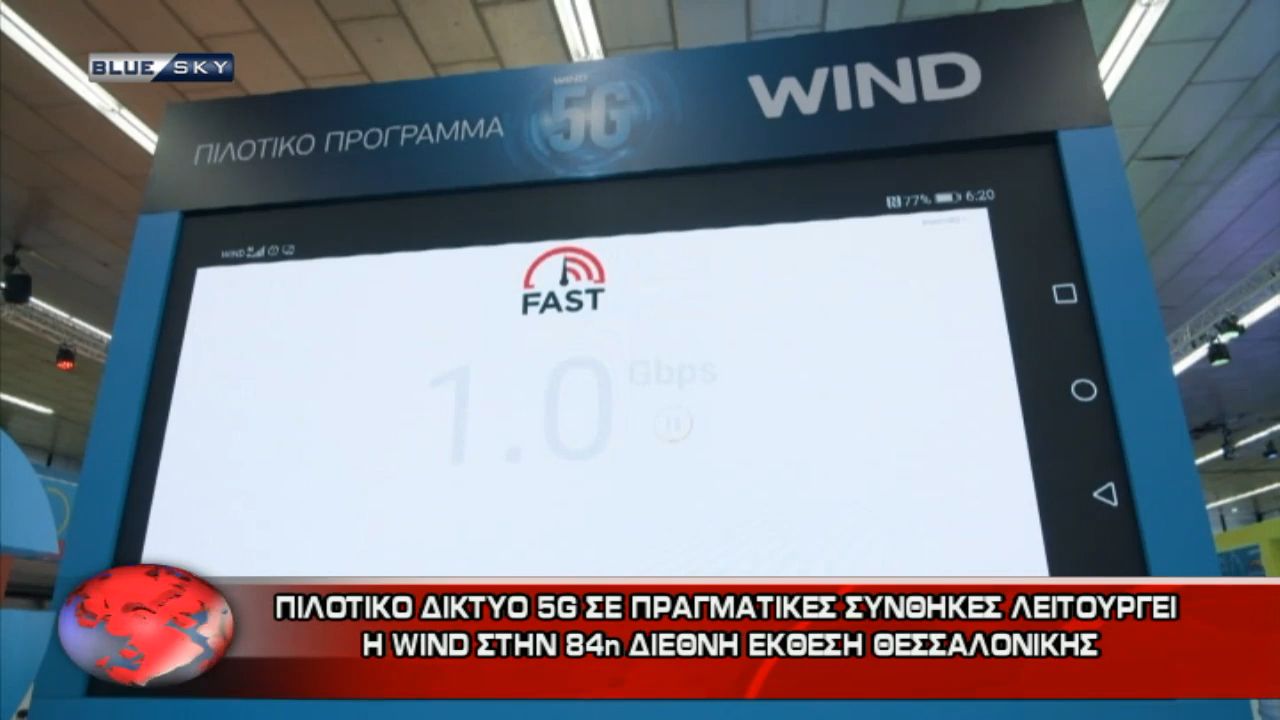 BLUE SKY
ΠΙΛΟΤΙΚΟ ΠΡΟΓΡΑΜΜΑ
WIND
5G
WIND
WIND
77% 6:20
FAST
1.0 Gbps
ΠΙΛΟΤΙΚΟ ΔΙΚΤΥΟ 5G ΣΕ ΠΡΑΓΜΑΤΙΚΕΣ ΣΥΝΘΗΚΕΣ ΛΕΙΤΟΥΡΓΕΙ
Η WIND ΣΤΗΝ 84η ΔΙΕΘΝΗ ΕΚΘΕΣΗ ΘΕΣΣΑΛΟΝΙΚΗΣ